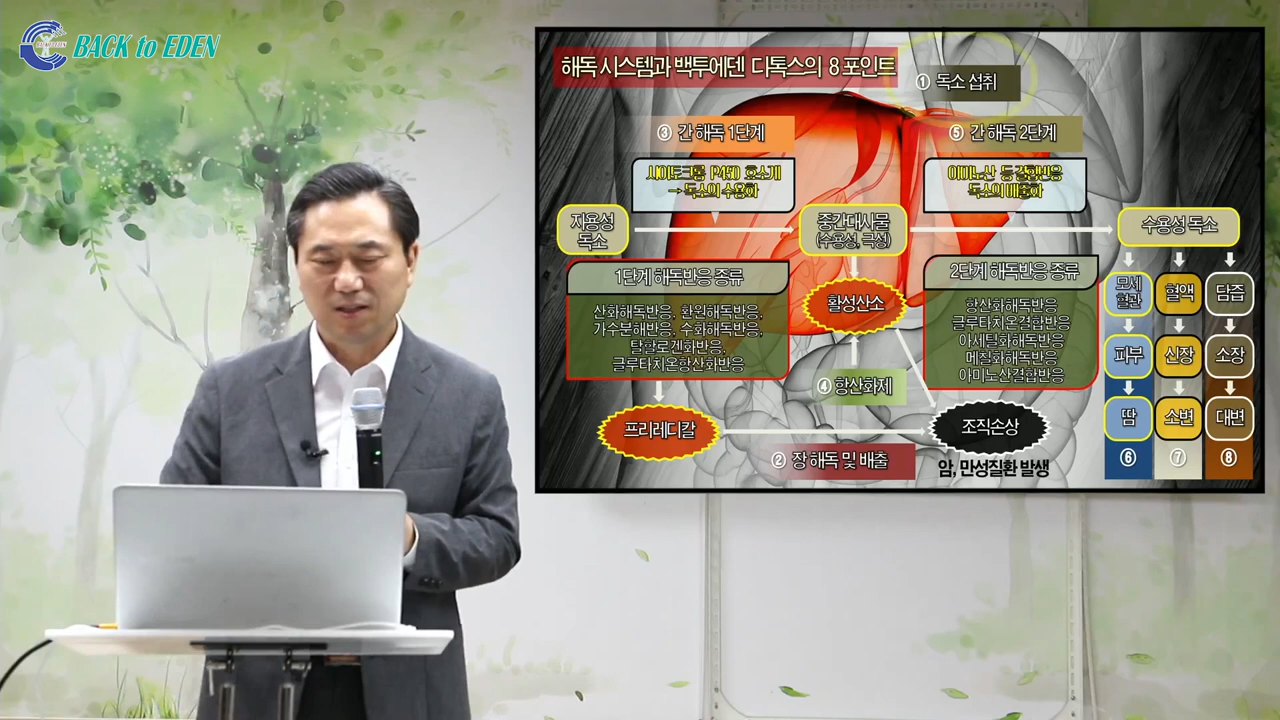 BACK to EDEN
해독 시스템과 백투에덴 디톡스의 8 포인트
① 독소 섭취
③ 간 해독 1단계
⑤ 간 해독 2단계
사이토크롬 P450 효소계
→ 독소의 수용화
아미노산 등 결합반응
독소의 배출화
지용성
독소
중간대사물
(수용성, 극성)
수용성 독소
1단계 해독반응 종류
산화해독반응, 환원해독반응,
가수분해반응, 수화해독반응,
탈할로겐화반응,
글루타치온항산화반응
활성산소
2단계 해독반응 종류
항산화해독반응
글루타치온결합반응
아세틸화해독반응
메칠화해독반응
아미노산결합반응
모세
혈관
혈액
담즙
피부
신장
소장
④ 항산화제
프리레디칼
조직손상
땀
소변
대변
② 장 해독 및 배출
암, 만성질환 발생
⑥
⑦
⑧